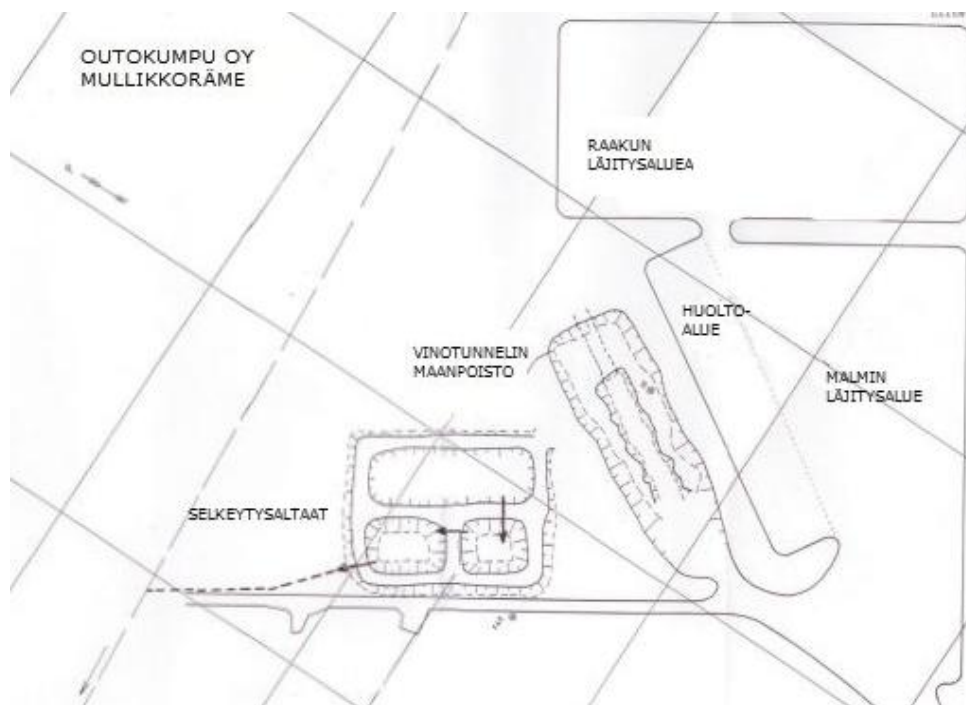 OUTOKUMPU OY
MULLIKKORÄME
RAAKUN
LÄJITYSALUEA
HUOLTO-
ALUE
VINOTUNNELIN
MAANPOISTO
MALMIN
LÄJITYSALUE
SELKEYTYSALTAAT